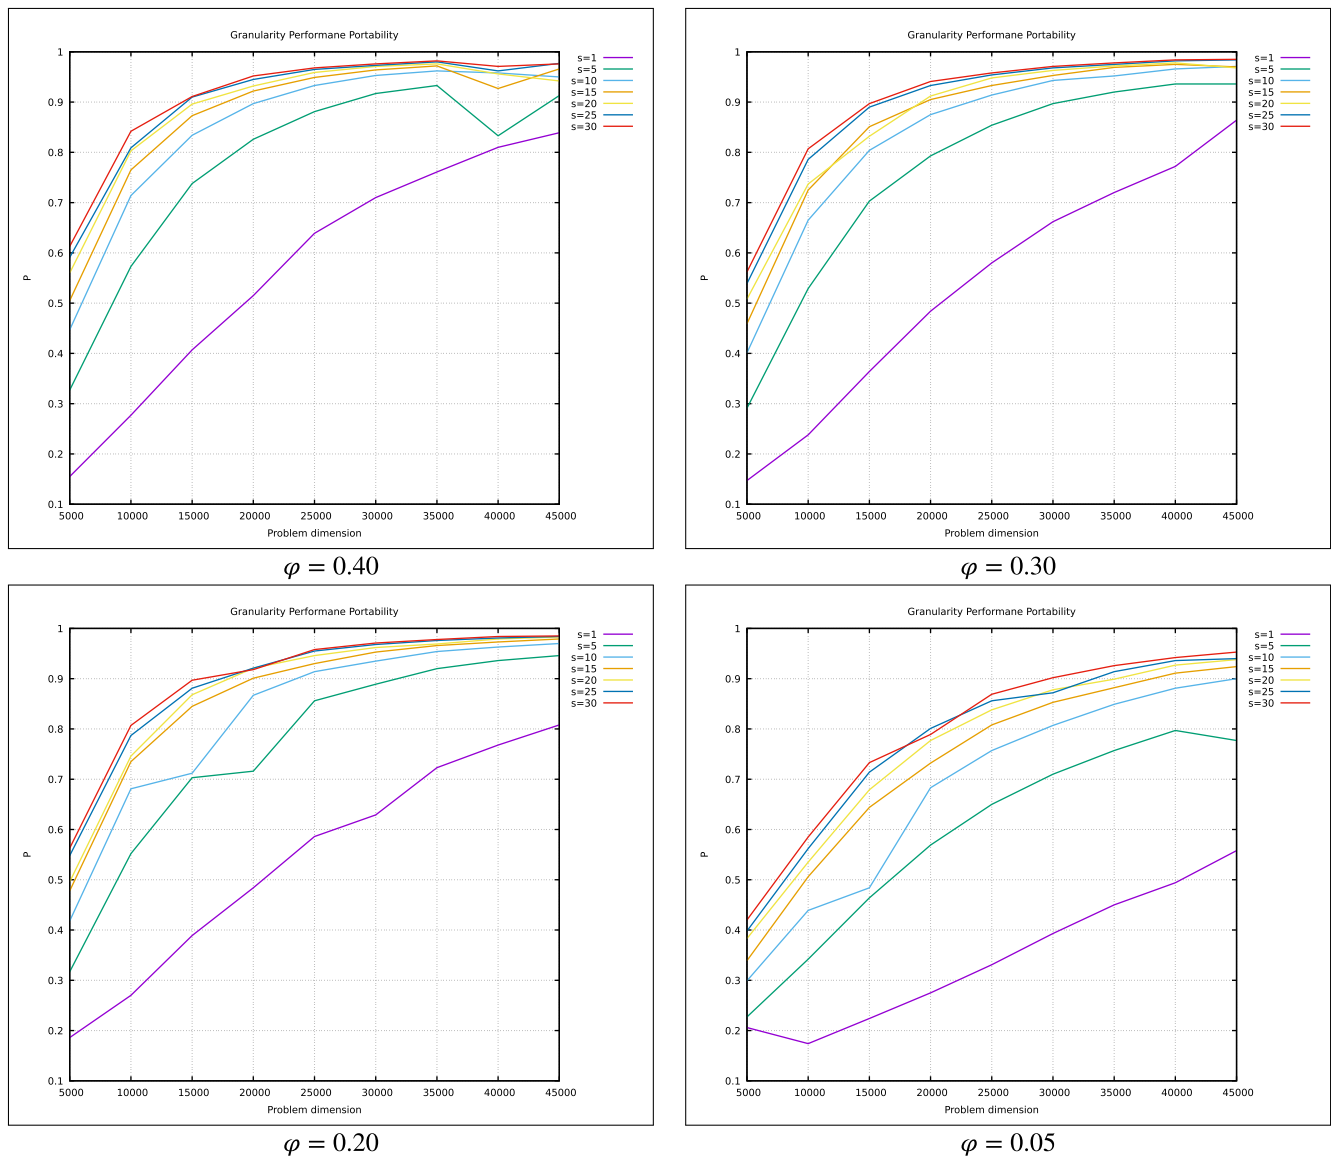 Granularity Performane Portability
1
0.9
0.8
0.7
0.6
0.5
0.4
0.3
0.2
0.1
P
s=1
s=5
s=10
s=15
s=20
s=25
s=30
5000 10000 15000 20000 25000 30000 35000 40000 45000
Problem dimension
φ = 0.40
Granularity Performane Portability
1
0.9
0.8
0.7
0.6
0.5
0.4
0.3
0.2
0.1
P
s=1
s=5
s=10
s=15
s=20
s=25
s=30
5000 10000 15000 20000 25000 30000 35000 40000 45000
Problem dimension
φ = 0.30
Granularity Performane Portability
1
0.9
0.8
0.7
0.6
0.5
0.4
0.3
0.2
0.1
P
s=1
s=5
s=10
s=15
s=20
s=25
s=30
5000 10000 15000 20000 25000 30000 35000 40000 45000
Problem dimension
φ = 0.20
Granularity Performane Portability
1
0.9
0.8
0.7
0.6
0.5
0.4
0.3
0.2
0.1
P
s=1
s=5
s=10
s=15
s=20
s=25
s=30
5000 10000 15000 20000 25000 30000 35000 40000 45000
Problem dimension
φ = 0.05